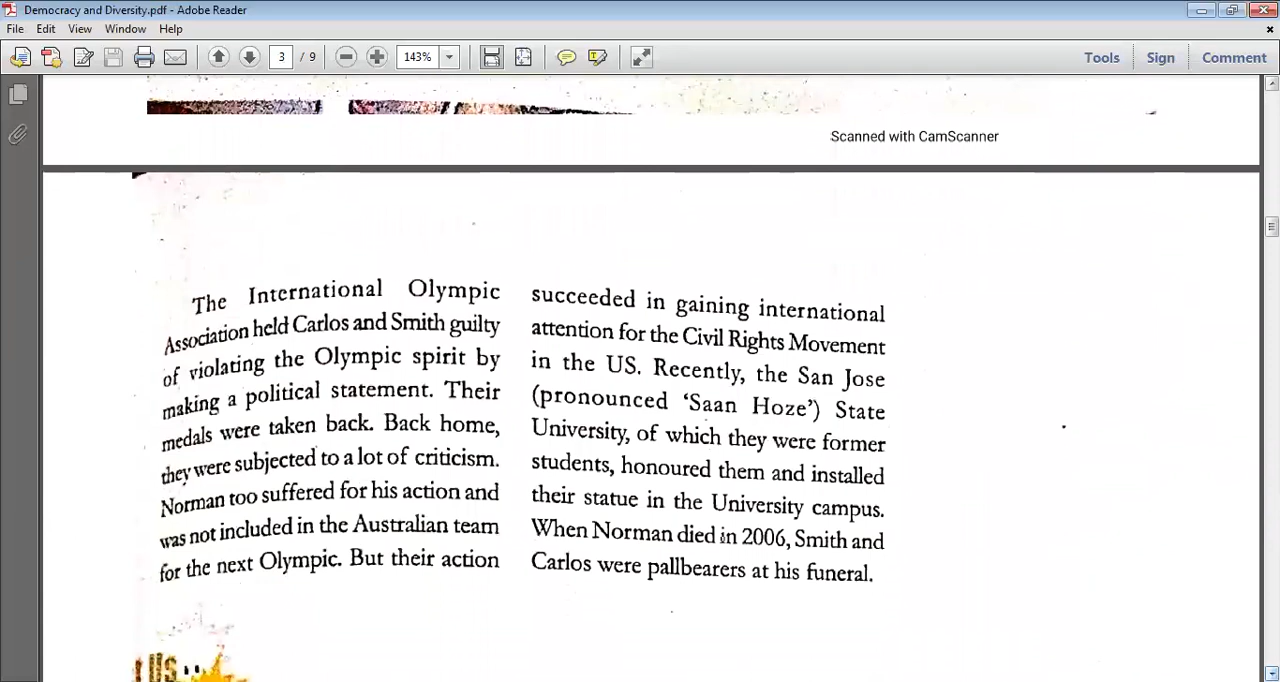 Democracy and Diversity.pdf - Adobe Reader
File Edit View Window Help
3 / 9 143% Tools Sign Comment
Scanned with CamScanner
The International Olympic
Association held Carlos and Smith guilty
of violating the Olympic spirit by
making a political statement. Their
medals were taken back. Back home,
they were subjected to a lot of criticism.
Norman too suffered for his action and
was not included in the Australian team
for the next Olympic. But their action
succeeded in gaining international
attention for the Civil Rights Movement
in the US. Recently, the San Jose
(pronounced ‘Saan Hoze’) State
University, of which they were former
students, honoured them and installed
their statue in the University campus.
When Norman died in 2006, Smith and
Carlos were pallbearers at his funeral.